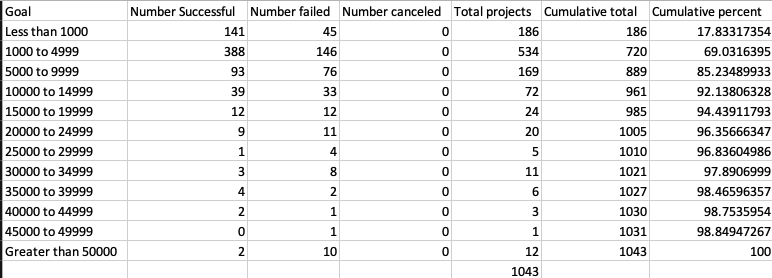 Goal Number Successful Number failed Number canceled Total projects Cumulative total Cumulative percent
Less than 1000 141 45 0 186 186 17.83317354
1000 to 4999 388 146 0 534 720 69.0316395
5000 to 9999 93 76 0 169 889 85.23489933
10000 to 14999 39 33 0 72 961 92.13806328
15000 to 19999 12 12 0 24 985 94.43911793
20000 to 24999 9 11 0 20 1005 96.35666347
25000 to 29999 1 4 0 5 1010 96.83604986
30000 to 34999 3 8 0 11 1021 97.8906999
35000 to 39999 4 2 0 6 1027 98.46596357
40000 to 44999 2 1 0 3 1030 98.7535954
45000 to 49999 0 1 0 1 1031 98.84947267
Greater than 50000 2 10 0 12 1043 100
1043